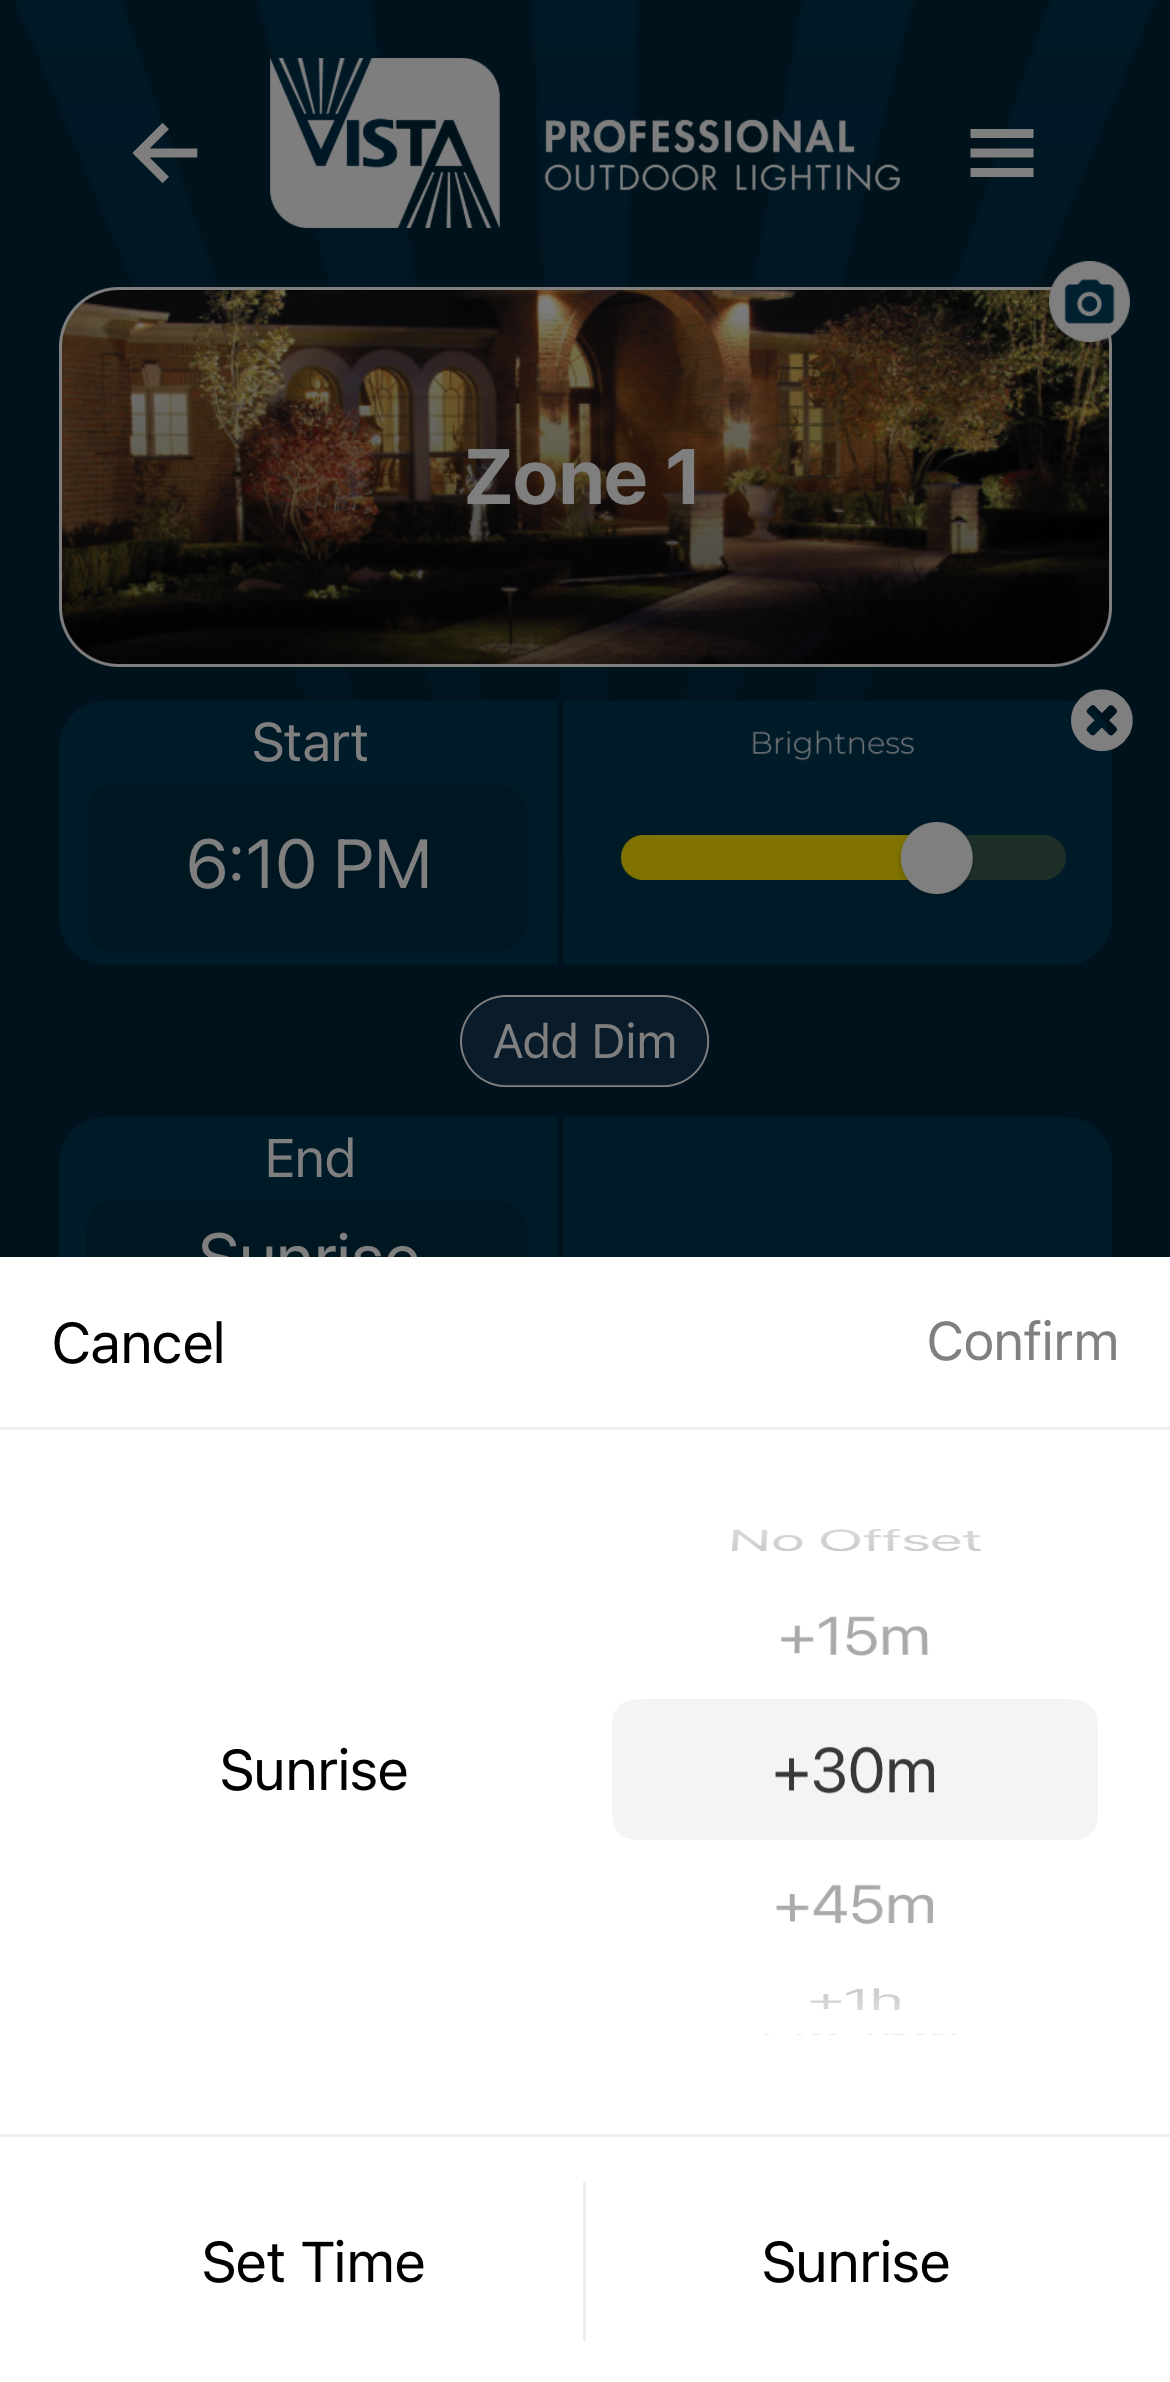 VISTA
PROFESSIONAL
OUTDOOR LIGHTING
Zone 1
Start
Brightness
6:10 PM
Add Dim
End
Sunrise
Cancel
Confirm
No Offset
+15m
Sunrise
+30m
+45m
+1h
Set Time
Sunrise